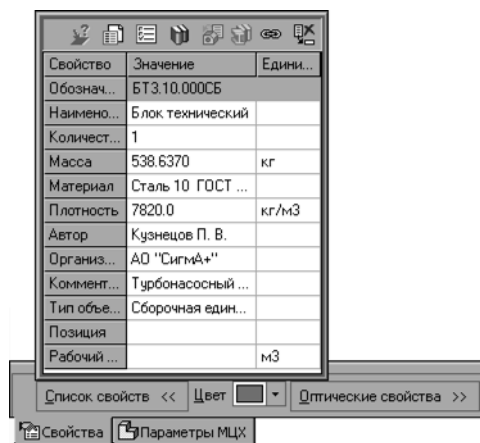 Свойство Значение Едини...
Обознач... БТ3.10.000СБ
Наимено... Блок технический
Количест... 1
Масса 538.6370 кг
Материал Сталь 10 ГОСТ ...
Плотность 7820.0 кг/м3
Автор Кузнецов П. В.
Организ... АО "СигмА+"
Коммент... Турбонасосный ...
Тип объе... Сборочная един...
Позиция
Рабочий ... м3
Список свойств << Цвет Оптические свойства >>
Свойства Параметры МЦХ